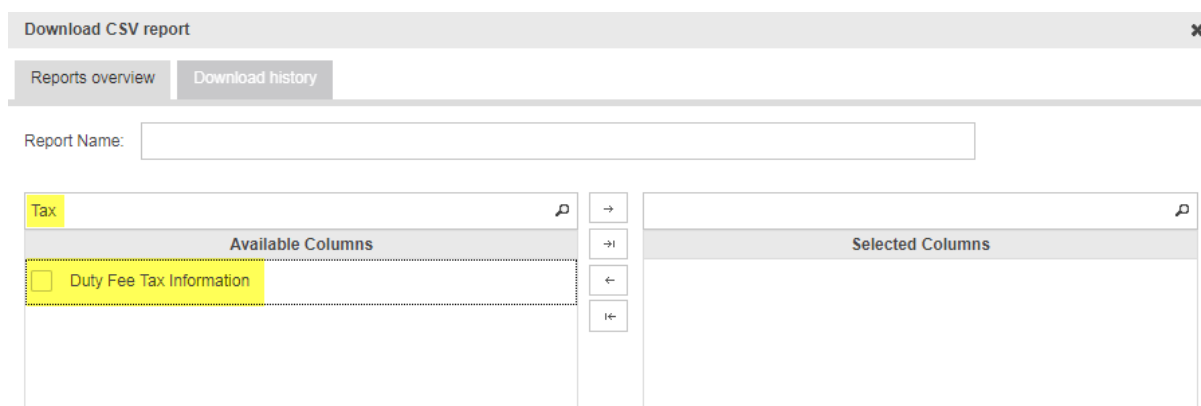 Download CSV report
Reports overview
Download history
Report Name:
Tax
Available Columns
Selected Columns
Duty Fee Tax Information